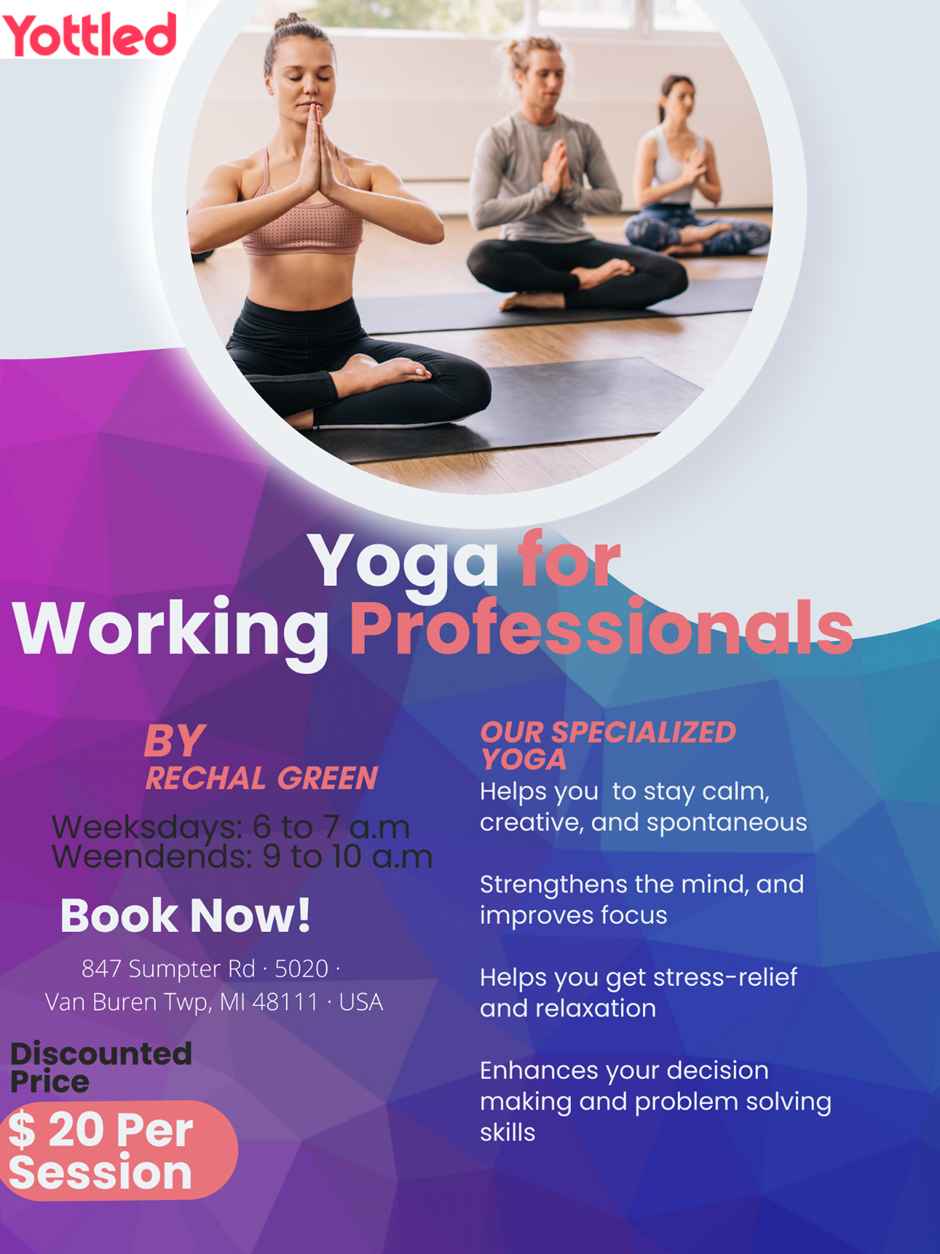 Yottled
Yoga for
Working Professionals
BY
RECHAL GREEN
Weeksdays: 6 to 7 a.m
Weendends: 9 to 10 a.m
Book Now!
847 Sumpter Rd · 5020 ·
Van Buren Twp, MI 48111 · USA
Discounted
Price
$ 20 Per
Session
OUR SPECIALIZED
YOGA
Helps you  to stay calm,
creative, and spontaneous
Strengthens the mind, and
improves focus
Helps you get stress-relief
and relaxation
Enhances your decision
making and problem solving
skills